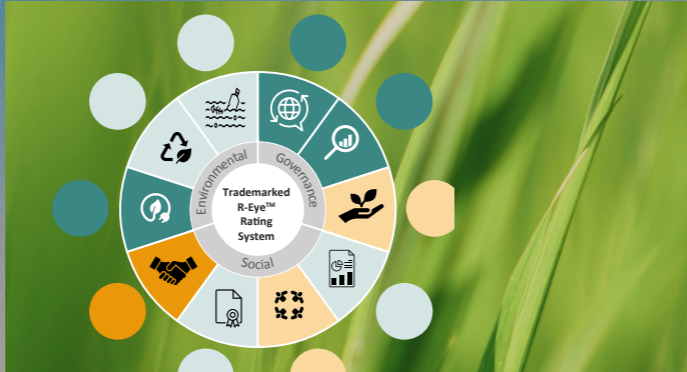 Environmental
Governance
Trademarked
R-Eye™
Rating
System
Social